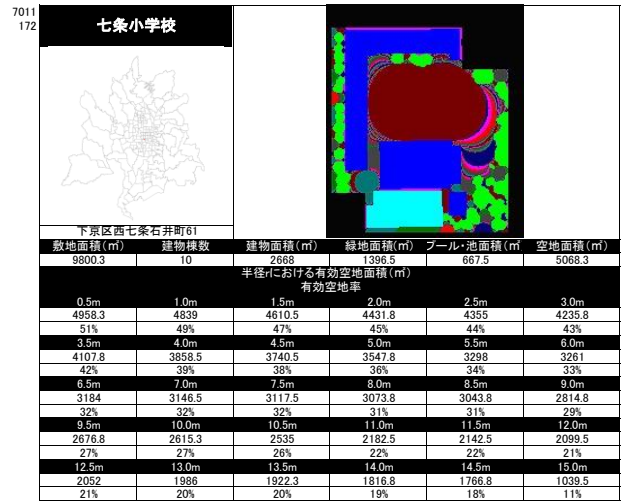 7011
172
七条小学校
下京区西七条石井町61
敷地面積(㎡) 建物棟数 建物面積(㎡) 緑地面積(㎡) プール・池面積(㎡ 空地面積(㎡)
9800.3 10 2668 1396.5 667.5 5068.3
半径rにおける有効空地面積(㎡)
有効空地率
0.5m 1.0m 1.5m 2.0m 2.5m 3.0m
4958.3 4839 4610.5 4431.8 4355 4235.8
51% 49% 47% 45% 44% 43%
3.5m 4.0m 4.5m 5.0m 5.5m 6.0m
4107.8 3858.5 3740.5 3547.8 3298 3261
42% 39% 38% 36% 34% 33%
6.5m 7.0m 7.5m 8.0m 8.5m 9.0m
3184 3146.5 3117.5 3073.8 3043.8 2814.8
32% 32% 32% 31% 31% 29%
9.5m 10.0m 10.5m 11.0m 11.5m 12.0m
2676.8 2615.3 2535 2182.5 2142.5 2099.5
27% 27% 26% 22% 22% 21%
12.5m 13.0m 13.5m 14.0m 14.5m 15.0m
2052 1986 1922.3 1816.8 1766.8 1039.5
21% 20% 20% 19% 18% 11%